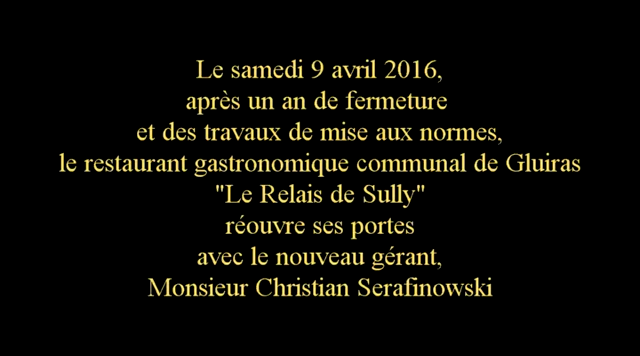 Le samedi 9 avril 2016,
après un an de fermeture
et des travaux de mise aux normes,
le restaurant gastronomique communal de Gluiras
"Le Relais de Sully"
réouvre ses portes
avec le nouveau gérant,
Monsieur Christian Serafinowski